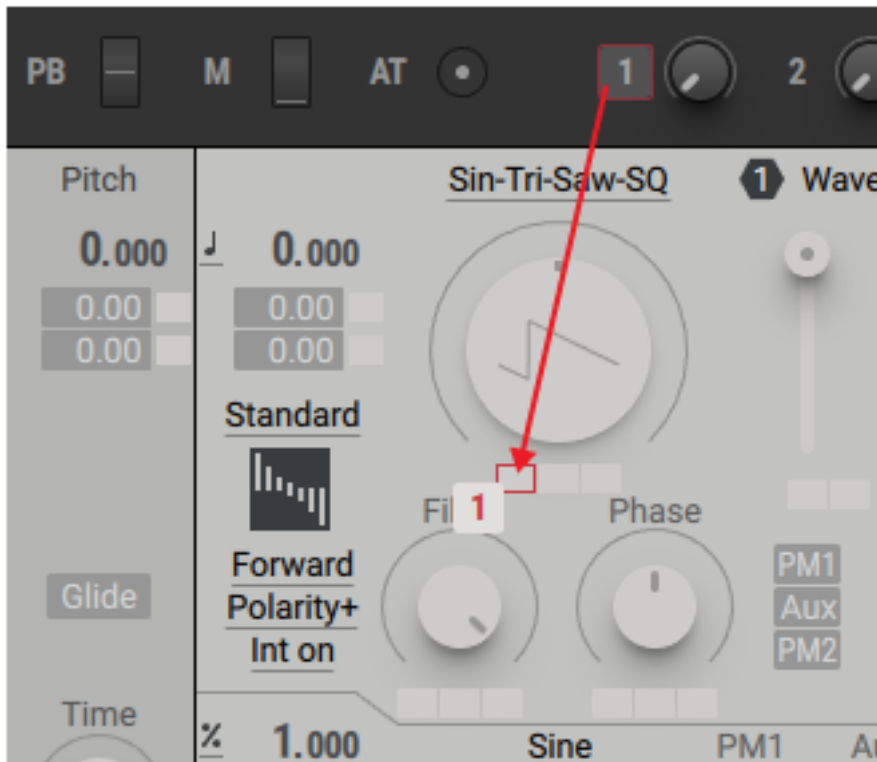 PB M AT 1 2
Pitch Sin-Tri-Saw-SQ 1
0.000 0.000
0.00 0.00
0.00 0.00
Standard
1
Phase
Forward PM1
Glide Polarity+ Aux
Int on PM2
Time
% 1.000 Sine PM1